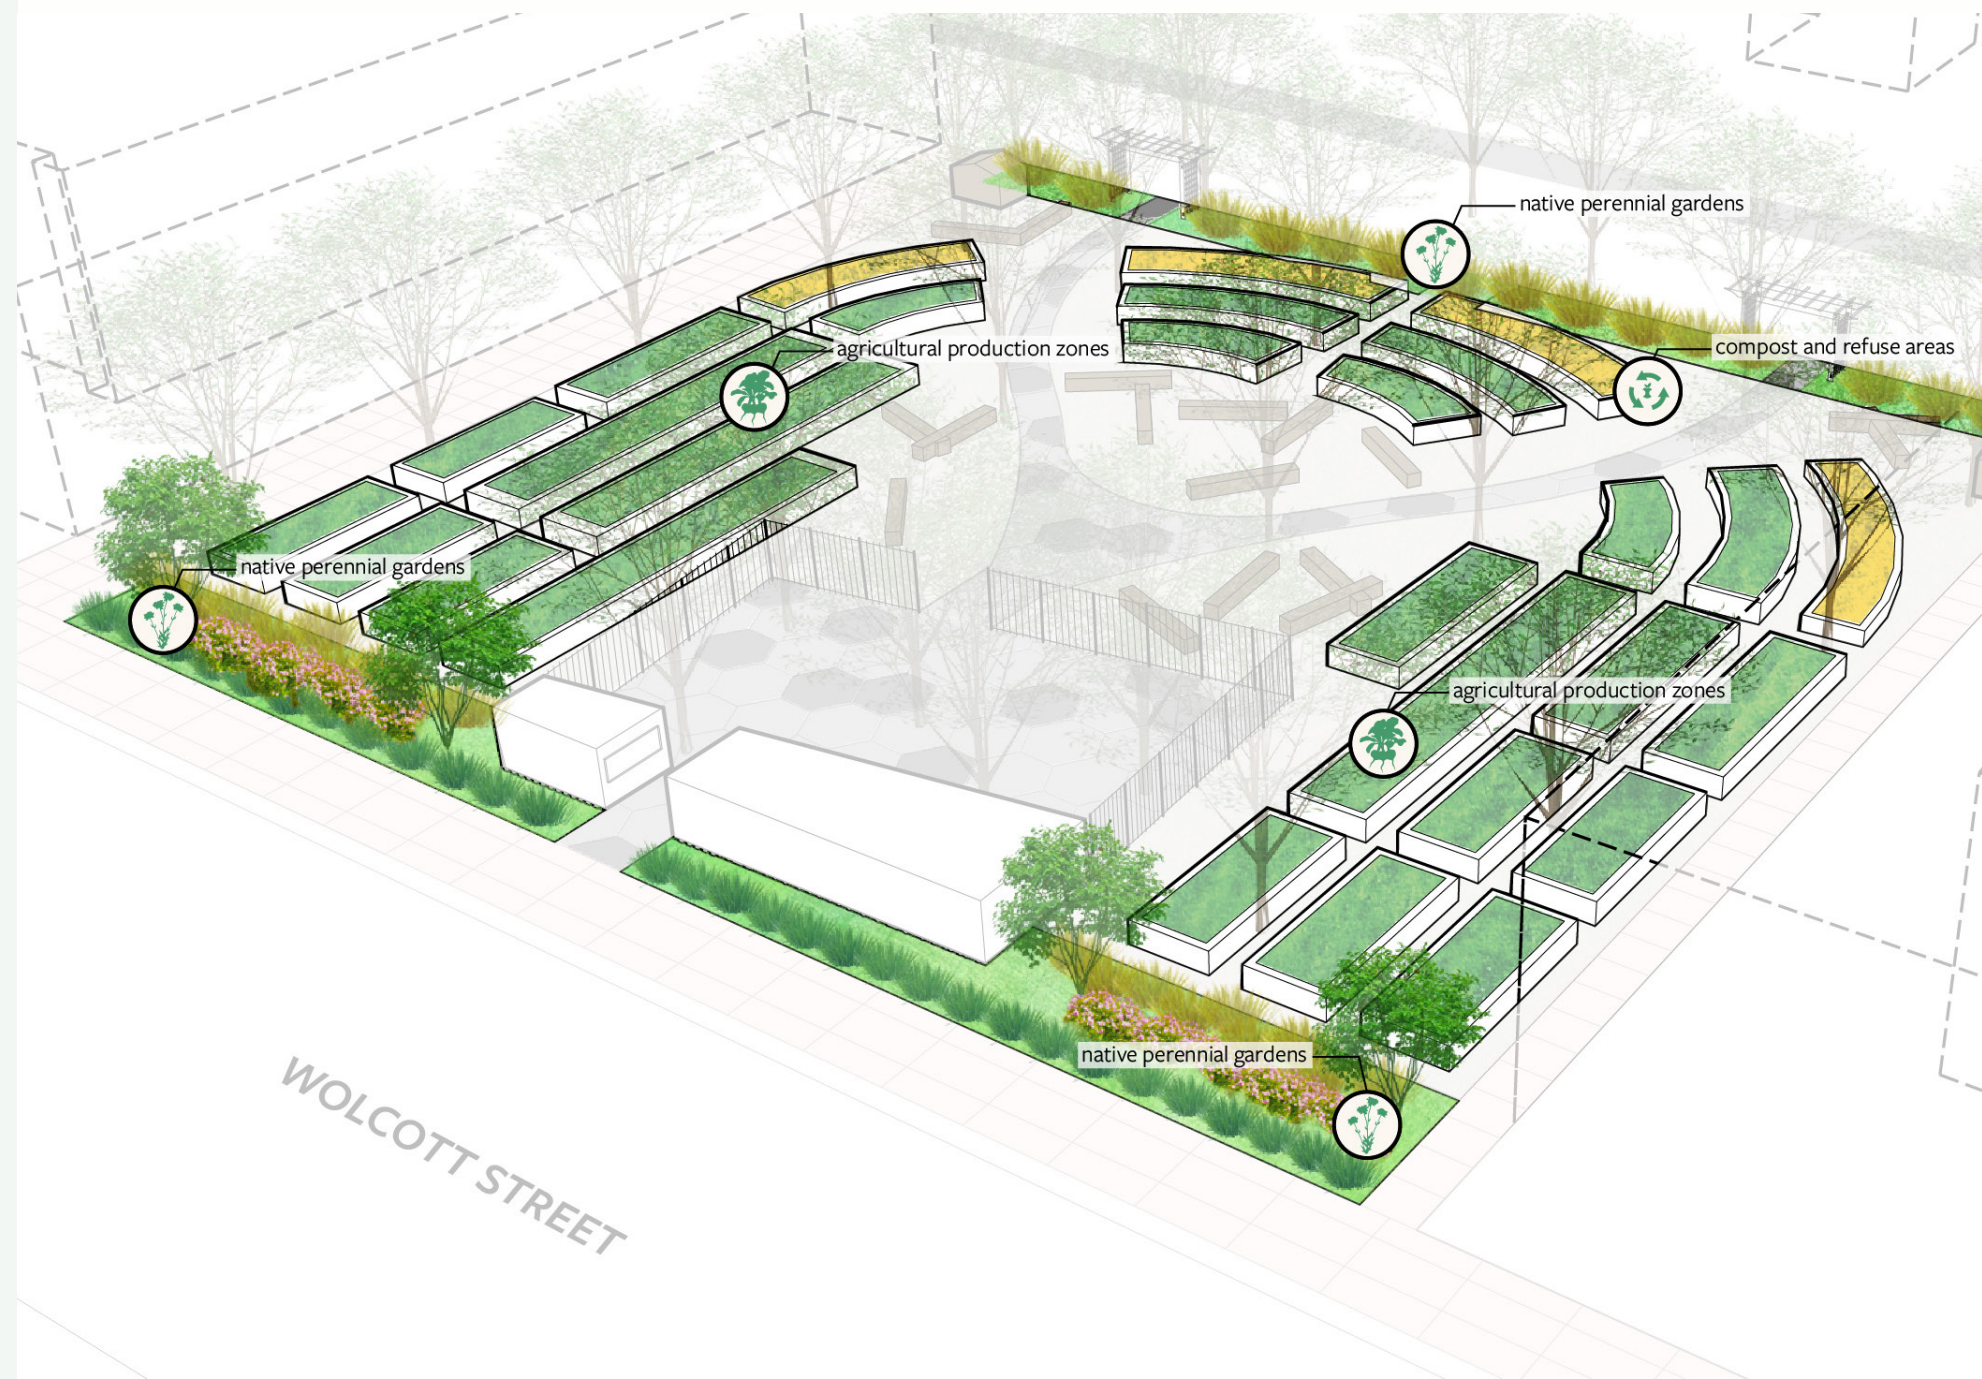 native perennial gardens
compost and refuse areas
agricultural production zones
native perennial gardens
agricultural production zones
native perennial gardens
WOLCOTT STREET